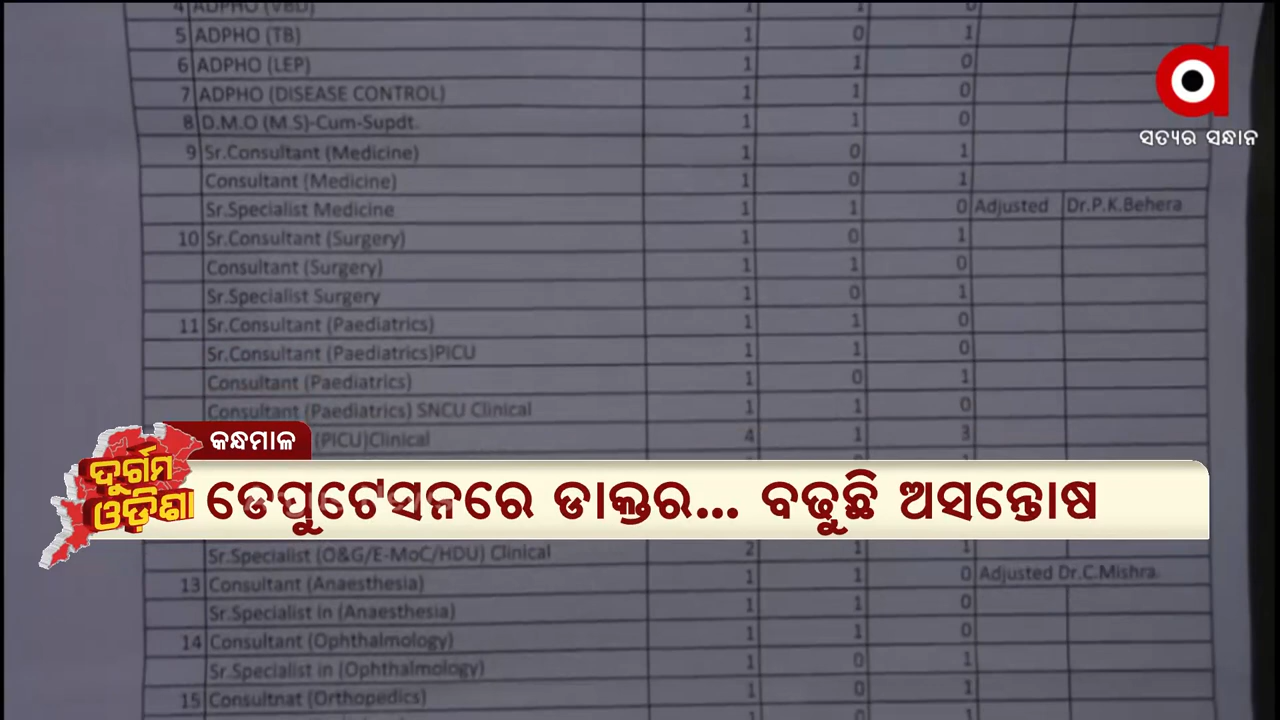 4 ADPHO (VBD) 1 1 0
5 ADPHO (TB) 1 0 1
6 ADPHO (LEP) 1 1 0
7 ADPHO (DISEASE CONTROL) 1 1 0
8 D.M.O (M.S)-Cum-Supdt. 1 1 0
ସତ୍ୟର ସନ୍ଧାନ
9 Sr.Consultant (Medicine) 1 0 1
Consultant (Medicine) 1 0 1
Sr.Specialist Medicine 1 1 0 Adjusted Dr.P.K.Behera
10 Sr.Consultant (Surgery) 1 0 1
Consultant (Surgery) 1 1 0
Sr.Specialist Surgery 1 0 1
11 Sr.Consultant (Paediatrics) 1 1 0
Sr.Consultant (Paediatrics)PICU 1 1 0
Consultant (Paediatrics) 1 0 1
Consultant (Paediatrics) SNCU Clinical 1 1 0
(PICU)Clinical 4 1 3
କନ୍ଧମାଳ
ଦୁର୍ଗମ
ଓଡ଼ିଶା
ଡେପୁଟେସନରେ ଡାକ୍ତର... ବଢୁଛି ଅସନ୍ତୋଷ
Sr.Specialist (O&G/E-MoC/HDU) Clinical 2 1 1
13 Consultant (Anaesthesia) 1 1 0 Adjusted Dr.C.Mishra.
Sr.Specialist in (Anaesthesia) 1 1 0
14 Consultant (Ophthalmology) 1 1 0
Sr.Specialist in (Ophthalmology) 1 0 1
15 Consultnat (Orthopedics) 1 0 1